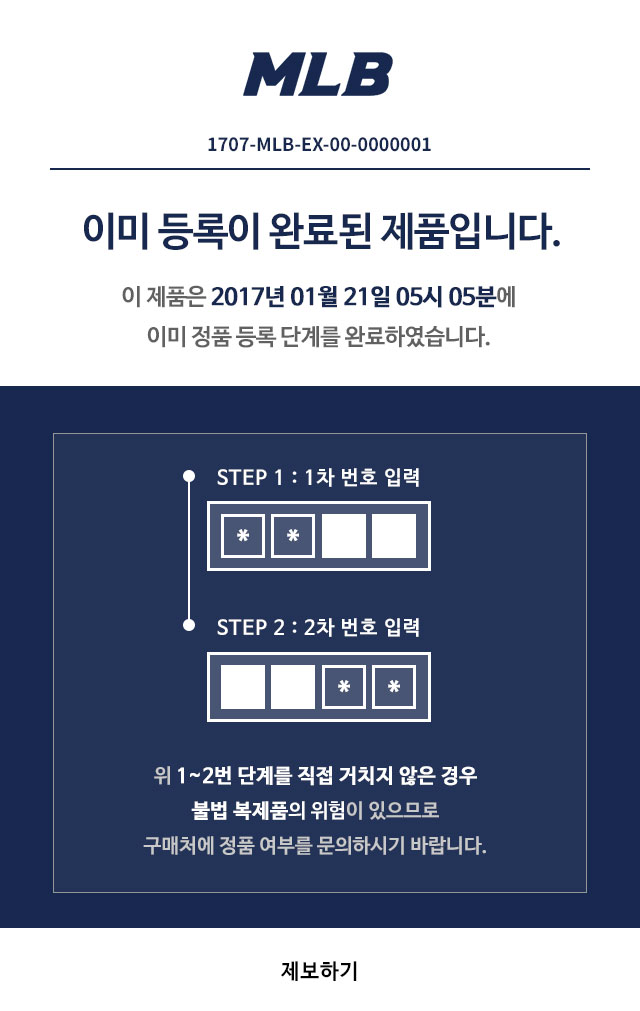 MLB
1707-MLB-EX-00-0000001
이미 등록이 완료된 제품입니다.
이 제품은 2017년 01월 21일 05시 05분에
이미 정품 등록 단계를 완료하였습니다.
STEP 1 : 1차 번호 입력
* *
STEP 2 : 2차 번호 입력
* *
위 1~2번 단계를 직접 거치지 않은 경우
불법 복제품의 위험이 있으므로
구매처에 정품 여부를 문의하시기 바랍니다.
제보하기